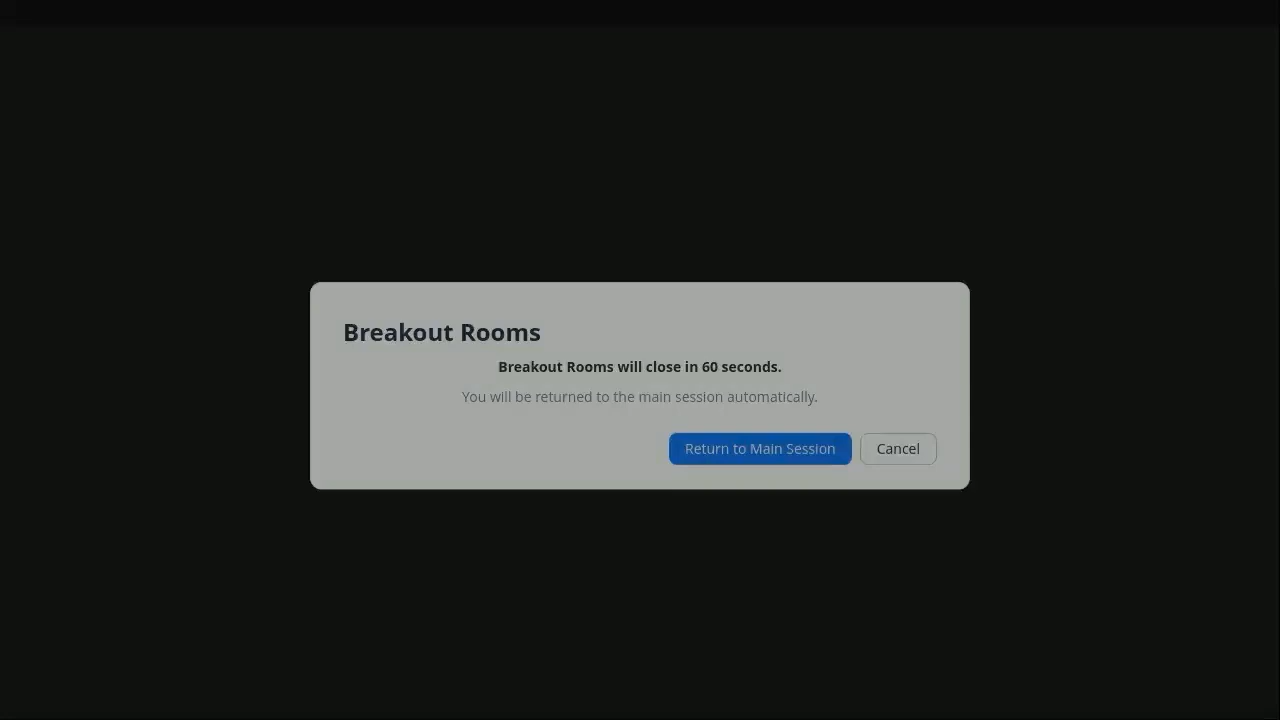 Breakout Rooms
Breakout Rooms will close in 60 seconds.
You will be returned to the main session automatically.
Return to Main Session
Cancel